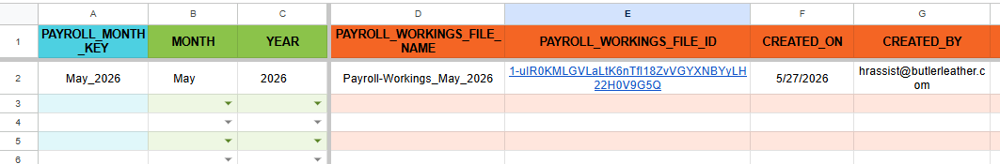 A B C D E F G
1 PAYROLL_MONTH_KEY MONTH YEAR PAYROLL_WORKINGS_FILE_NAME PAYROLL_WORKINGS_FILE_ID CREATED_ON CREATED_BY
2 May_2026 May 2026 Payroll-Workings_May_2026 1-uIR0KMLGVLaLtK6nTfI18ZvVGYXNBYyLH22H0V9G5Q 5/27/2026 hrassist@butlerleather.com
3
4
5
6